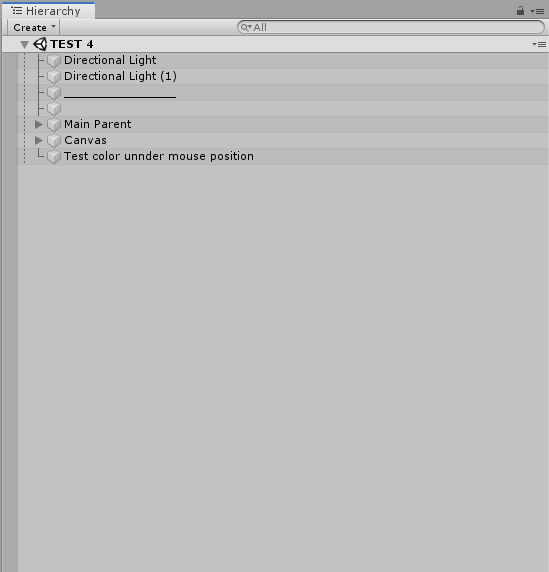 Hierarchy
Create
All
TEST 4
Directional Light
Directional Light (1)
________________
Main Parent
Canvas
Test color unnder mouse position